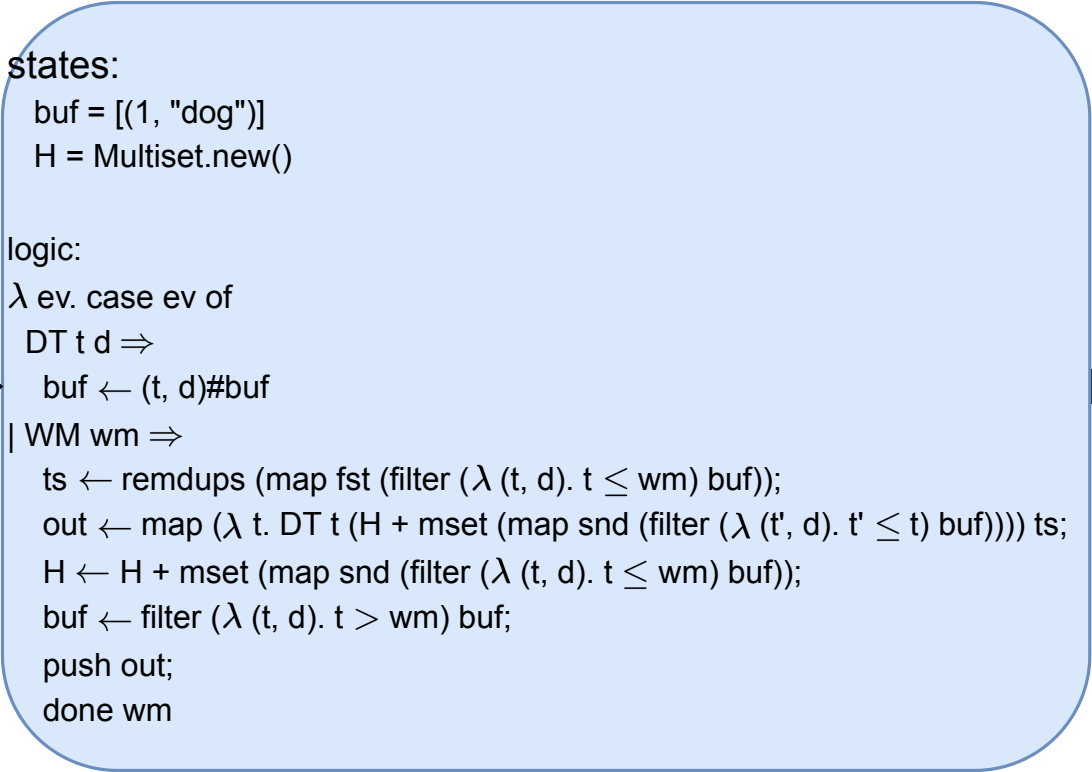 states:
buf = [(1, "dog")]
H = Multiset.new()
logic:
λ ev. case ev of
DT t d ⇒
buf ← (t, d)#buf
| WM wm ⇒
ts ← remdups (map fst (filter (λ (t, d). t ≤ wm) buf));
out ← map (λ t. DT t (H + mset (map snd (filter (λ (t', d). t' ≤ t) buf)))) ts;
H ← H + mset (map snd (filter (λ (t, d). t ≤ wm) buf));
buf ← filter (λ (t, d). t > wm) buf;
push out;
done wm